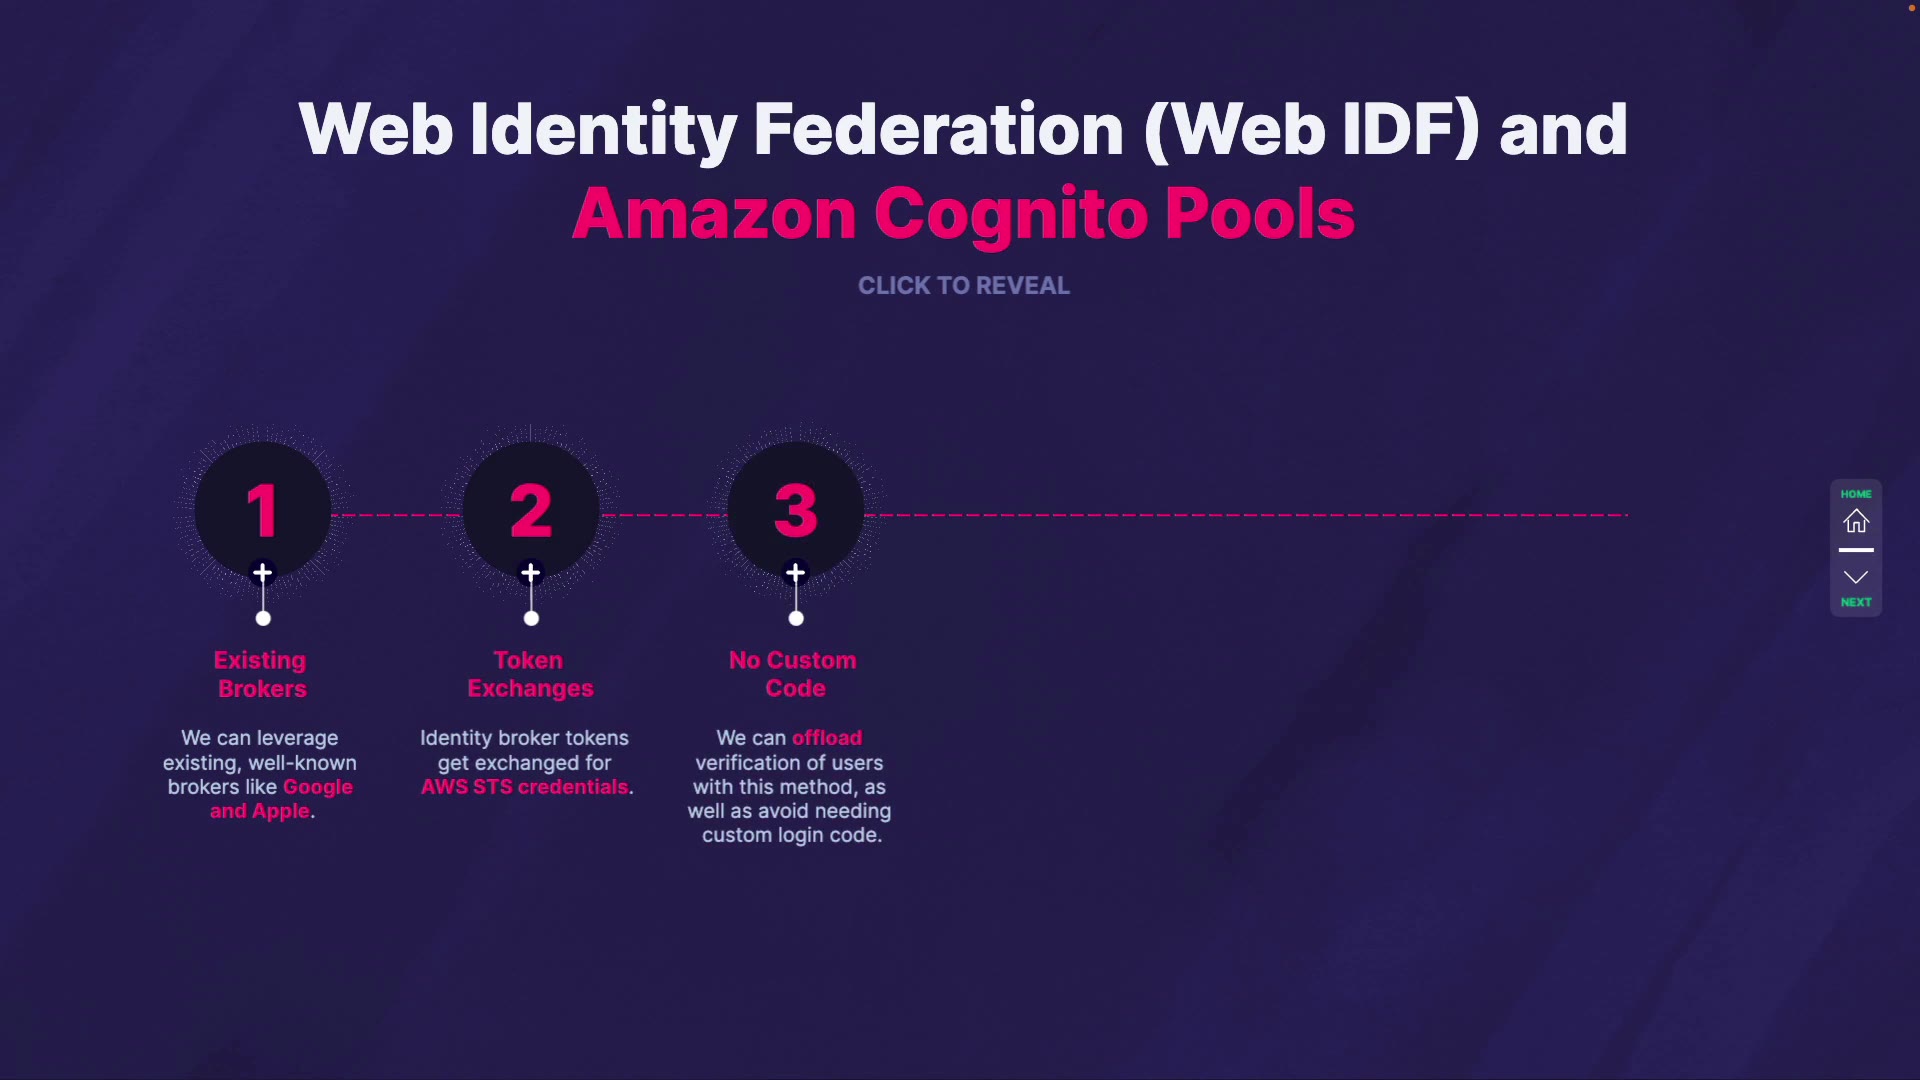 Web Identity Federation (Web IDF) and
Amazon Cognito Pools
CLICK TO REVEAL
1
2
3
Existing
Brokers
We can leverage
existing, well-known
brokers like Google
and Apple.
Token
Exchanges
Identity broker tokens
get exchanged for
AWS STS credentials.
No Custom
Code
We can offload
verification of users
with this method, as
well as avoid needing
custom login code.
HOME
NEXT